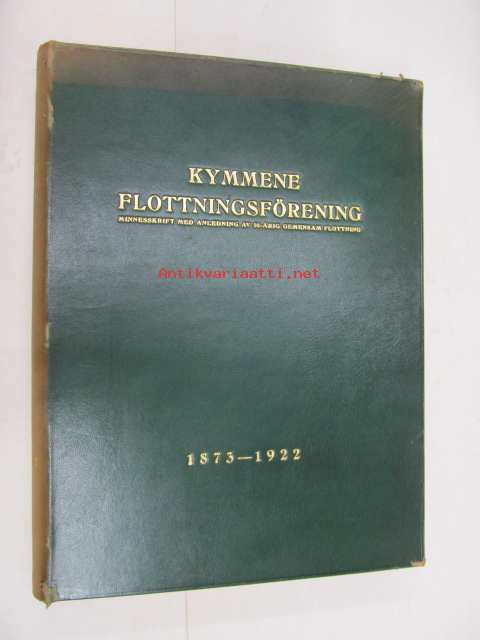 KYMMENE
FLOTTNINGSFÖRENING
MINNESSKRIFT MED ANLEDNING AV 50-ÅRIG GEMENSAM FLOTTNING
Antikvariaatti.net
1873—1922